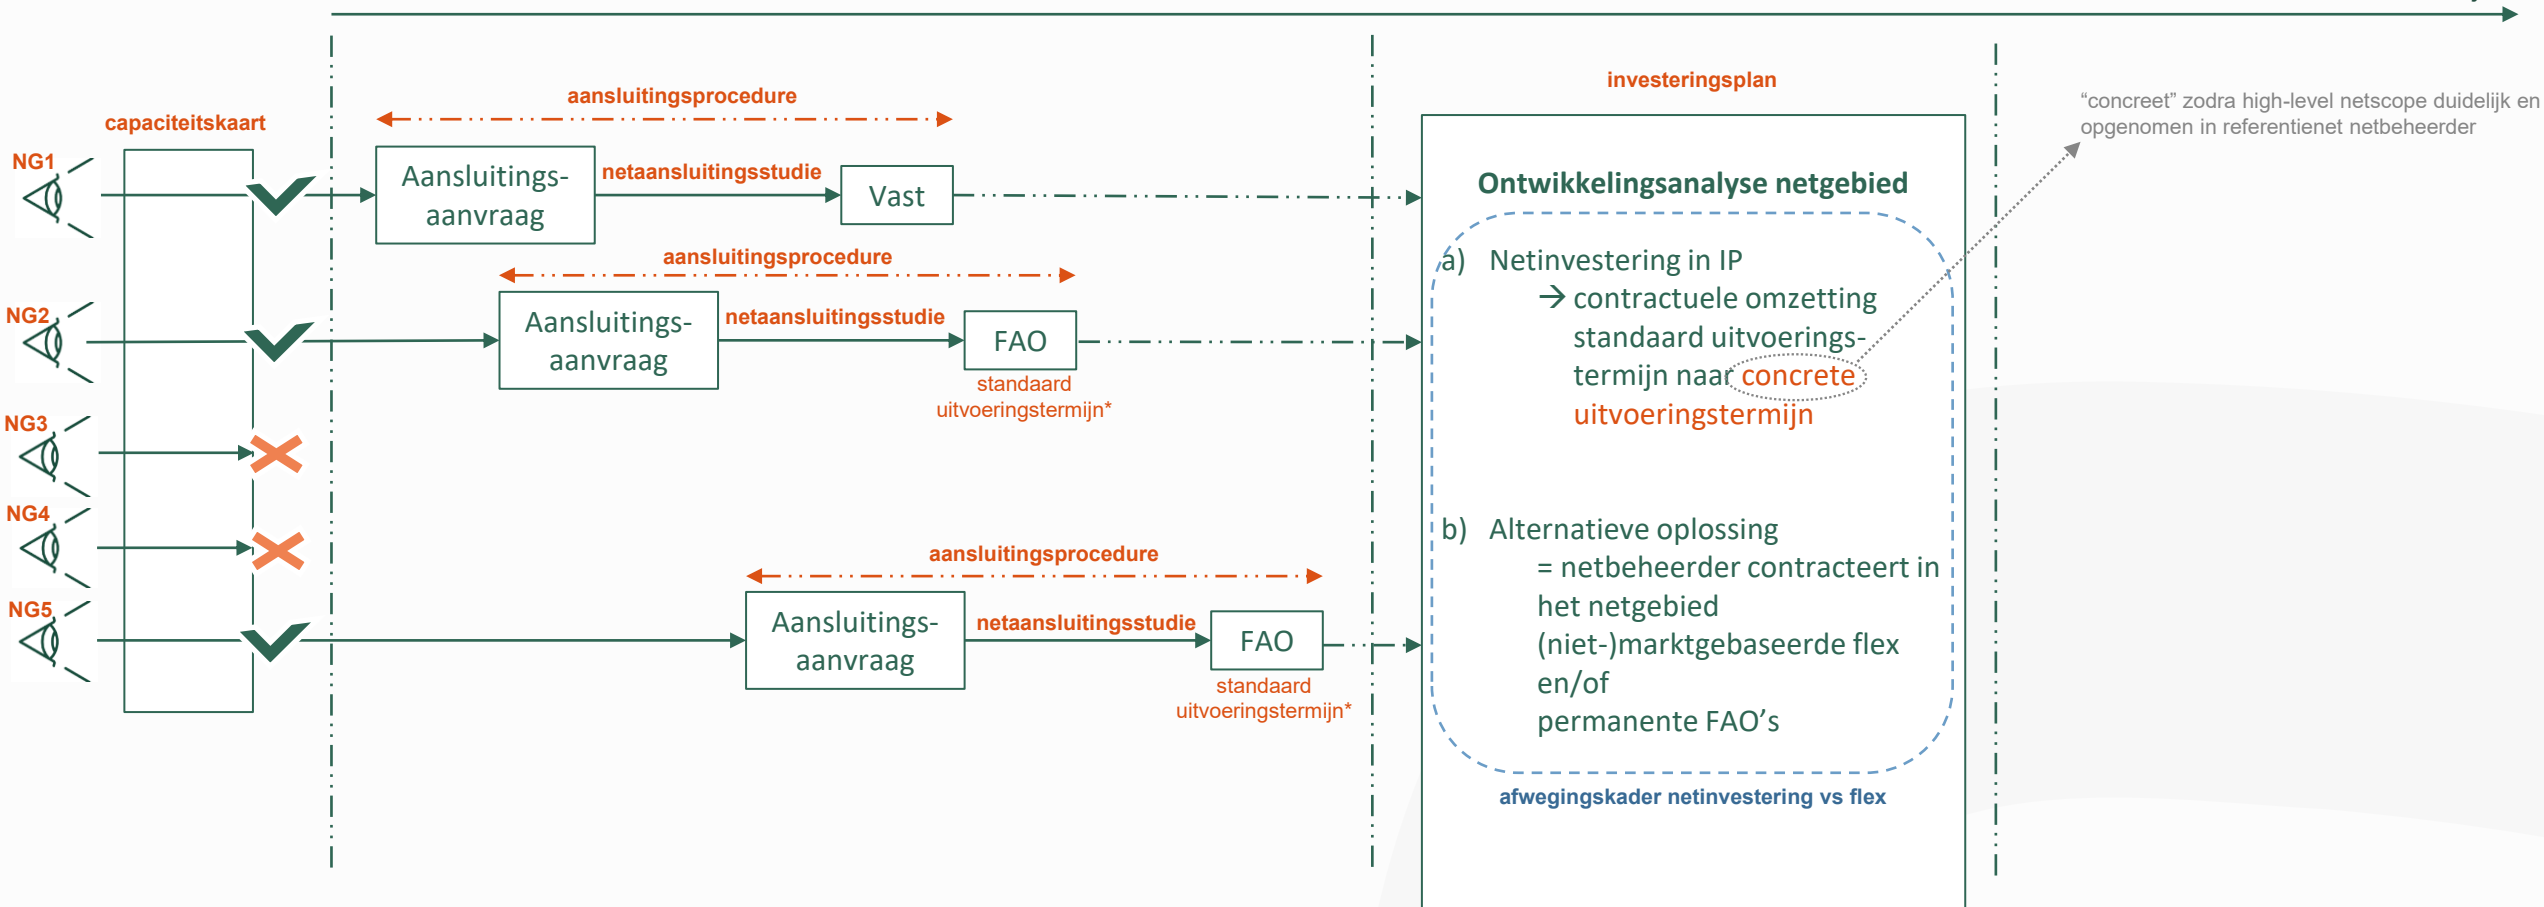 investeringsplan
aansluitingsprocedure
capaciteitskaart
"concreet" zodra high-level netscope duidelijk en
opgenomen in referentienet netbeheerder
NG1
Aansluitings-
aanvraag
netaansluitingsstudie
Vast
Ontwikkelingsanalyse netgebied
aansluitingsprocedure
NG2
Aansluitings-
aanvraag
netaansluitingsstudie
FAO
standaard
uitvoeringstermijn*
a) Netinvestering in IP
→ contractuele omzetting
standaard uitvoerings-
termijn naar concrete
uitvoeringstermijn
NG3
NG4
b) Alternatieve oplossing
= netbeheerder contracteert in
het netgebied
(niet-)marktgebaseerde flex
en/of
permanente FAO's
aansluitingsprocedure
NG5
Aansluitings-
aanvraag
netaansluitingsstudie
FAO
standaard
uitvoeringstermijn*
afwegingskader netinvestering vs flex